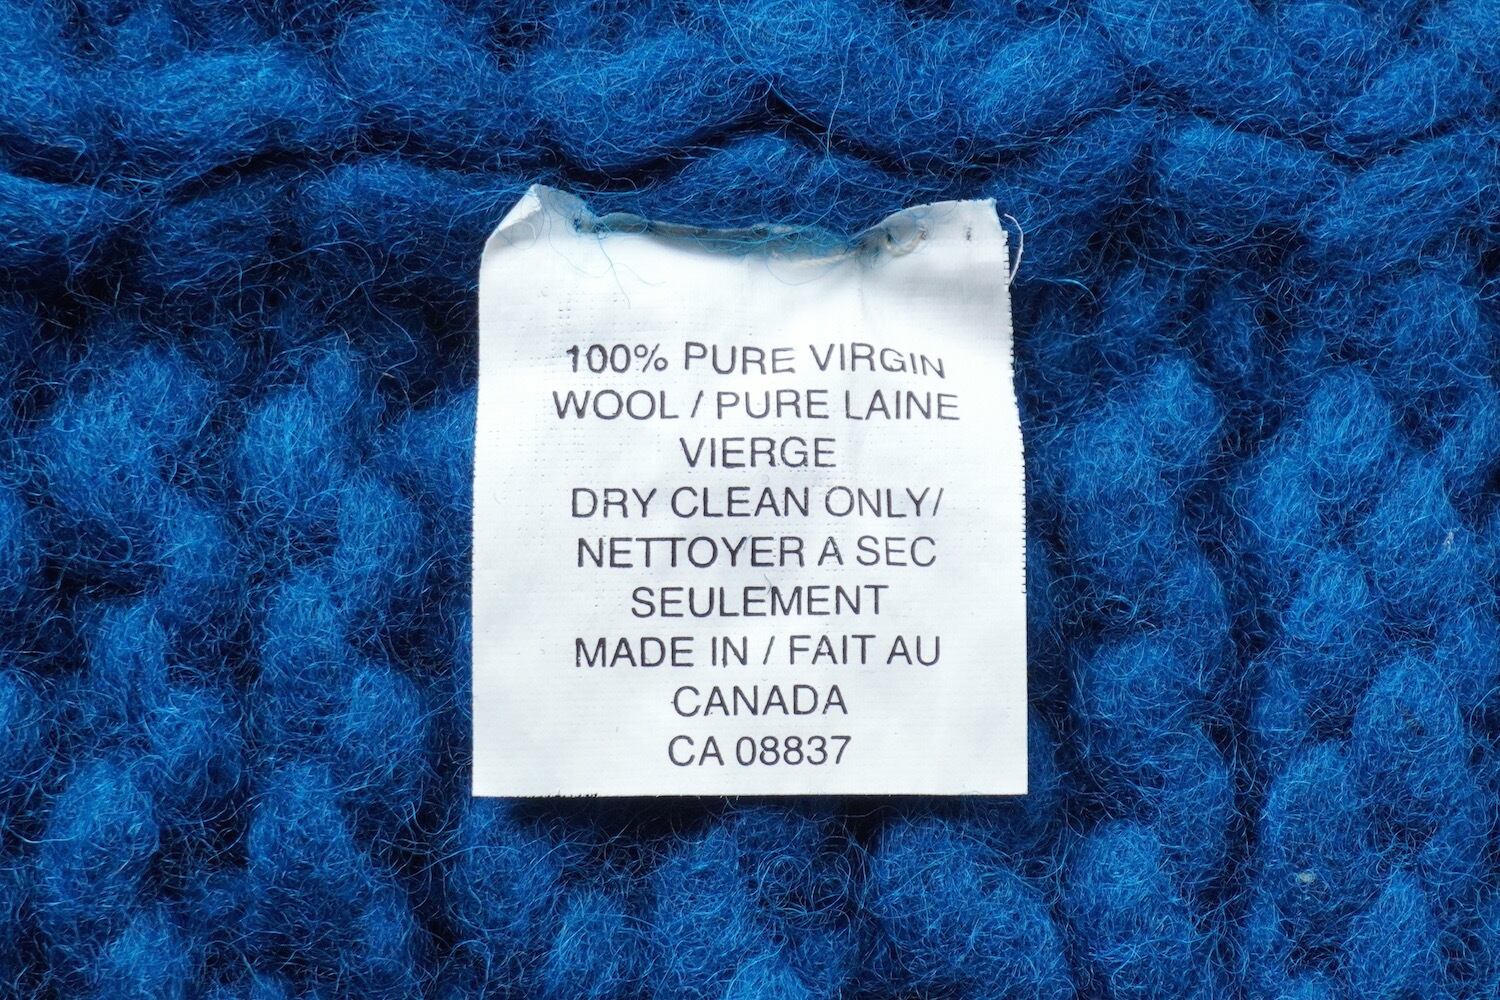 100% PURE VIRGIN
WOOL / PURE LAINE
VIERGE
DRY CLEAN ONLY/
NETTOYER A SEC
SEULEMENT
MADE IN / FAIT AU
CANADA
CA 08837